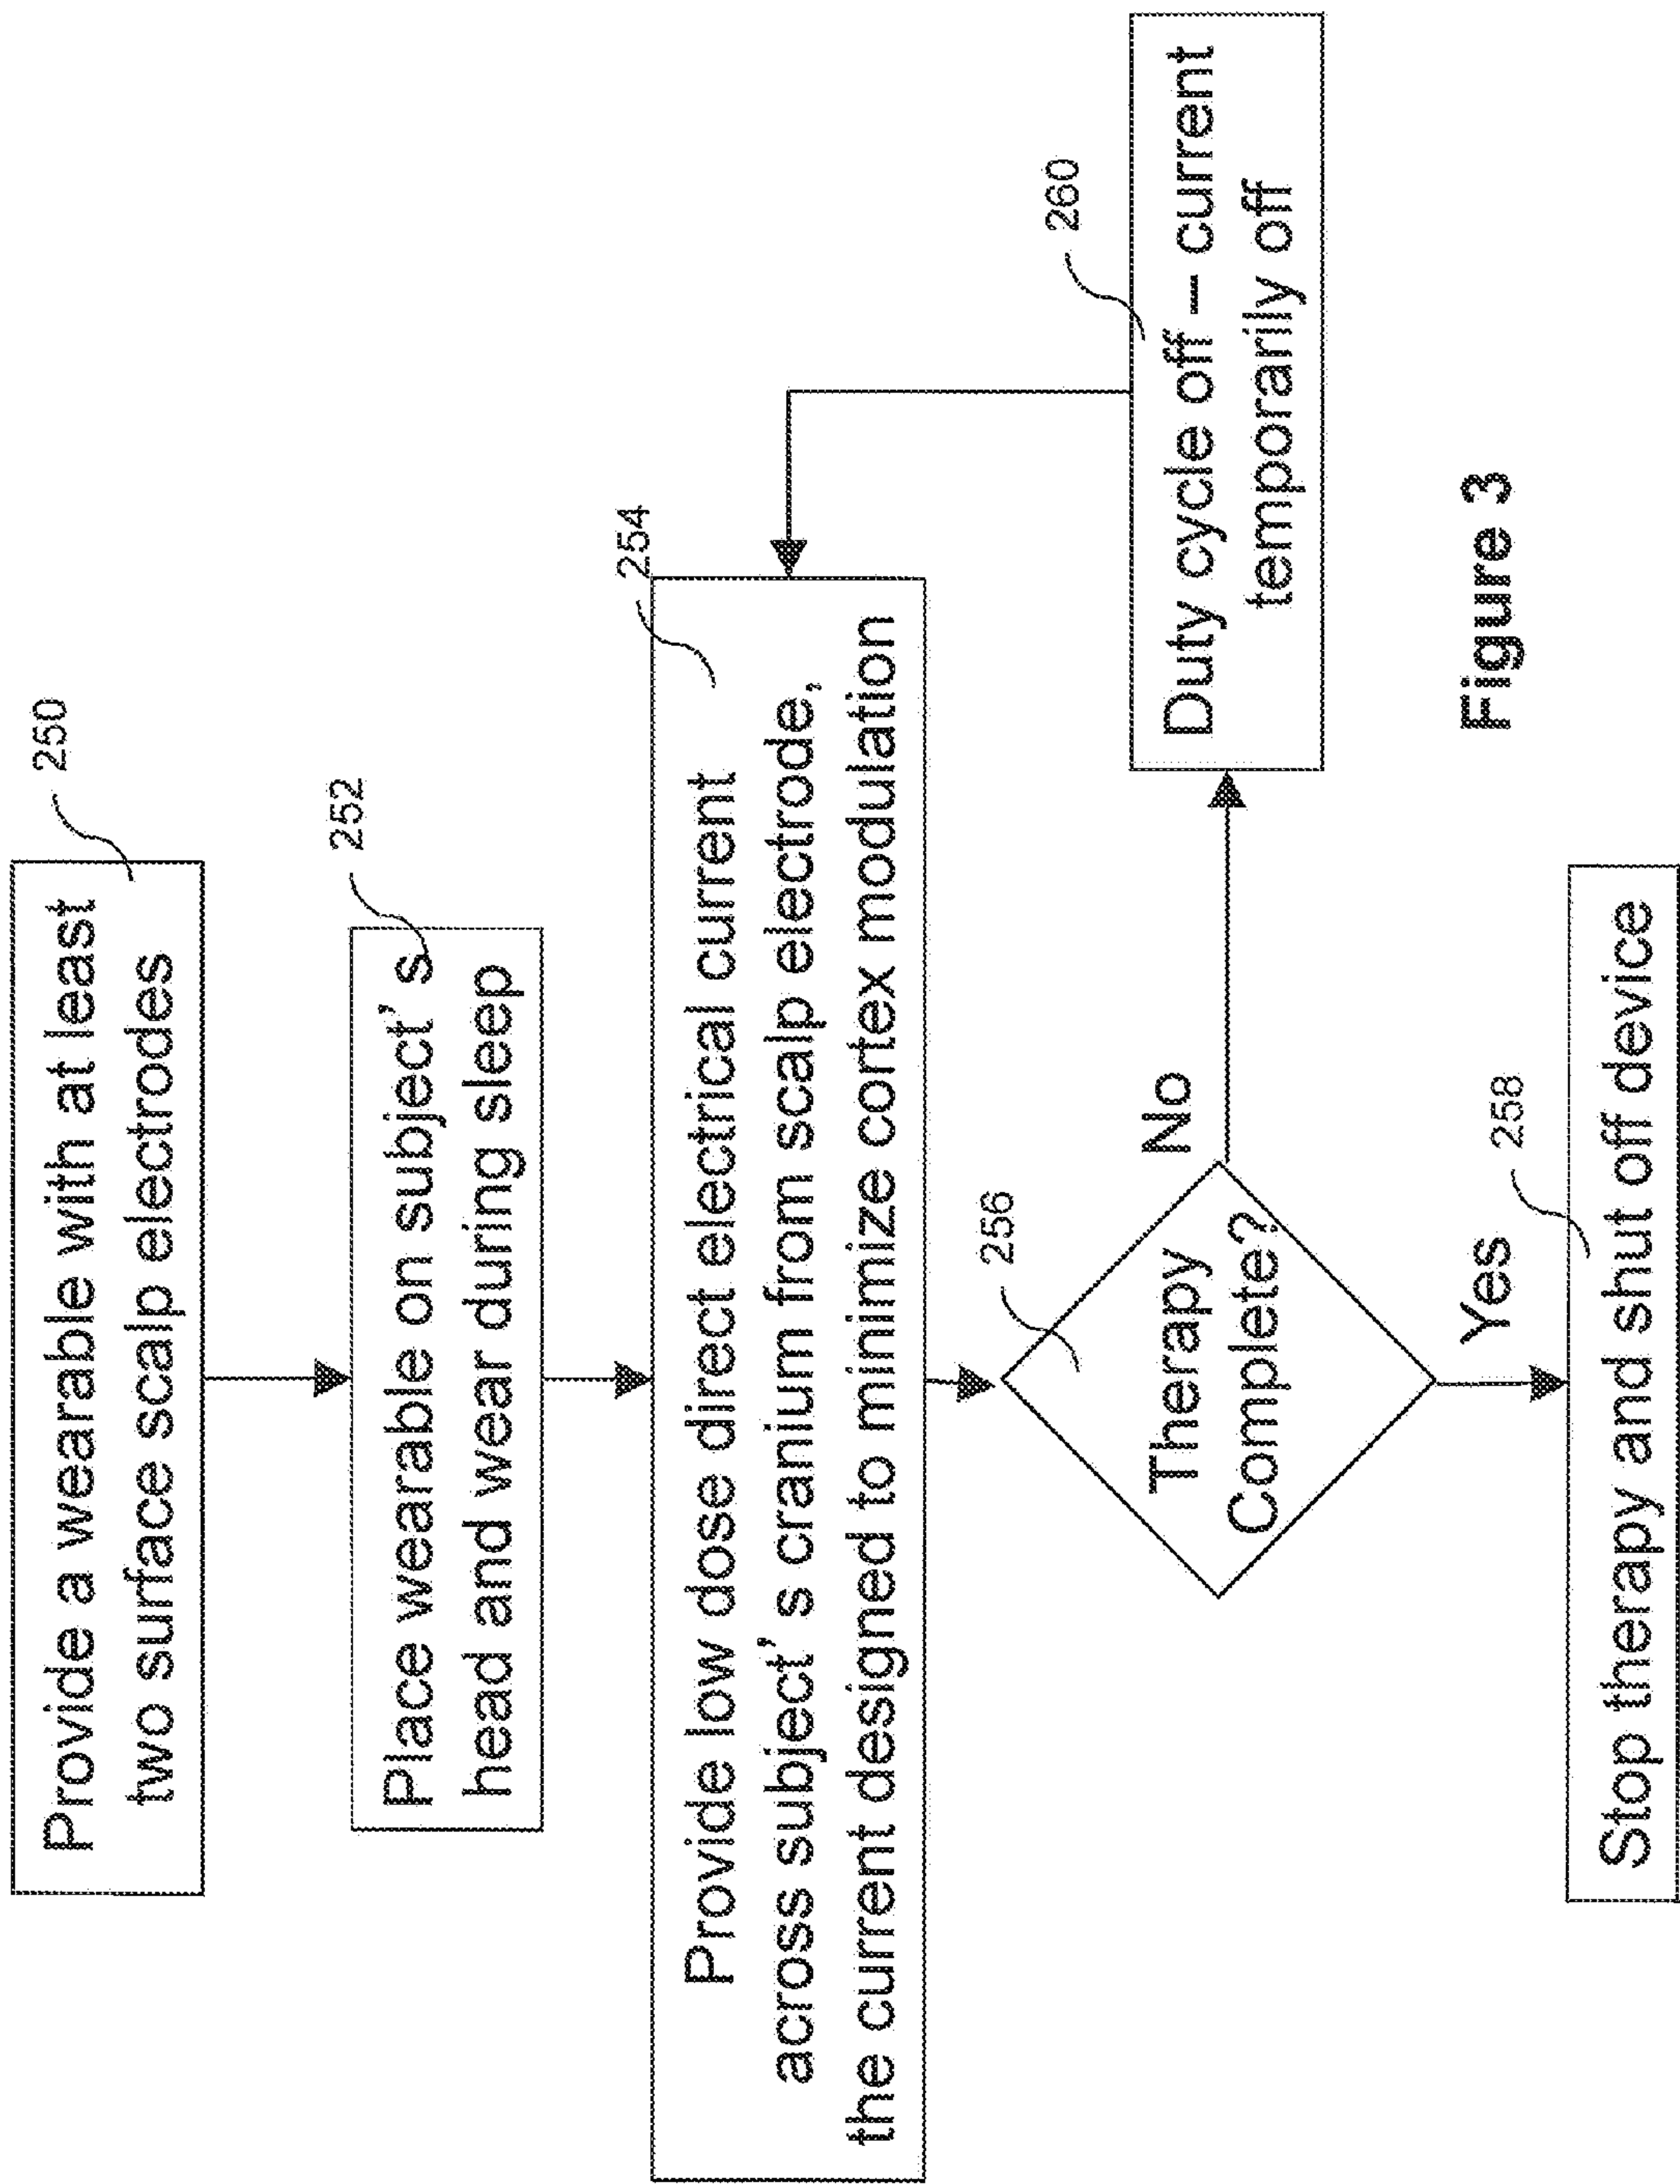 250
Provide a wearable with at least
two surface scalp electrodes
252
Place wearable on subject's
head and wear during sleep
254
Provide low dose direct electrical current
across subject's cranium from scalp electrode,
the current designed to minimize cortex modulation
256
Therapy
Complete?
No
260
Duty cycle off – current
temporarily off
Yes
258
Stop therapy and shut off device
Figure 3